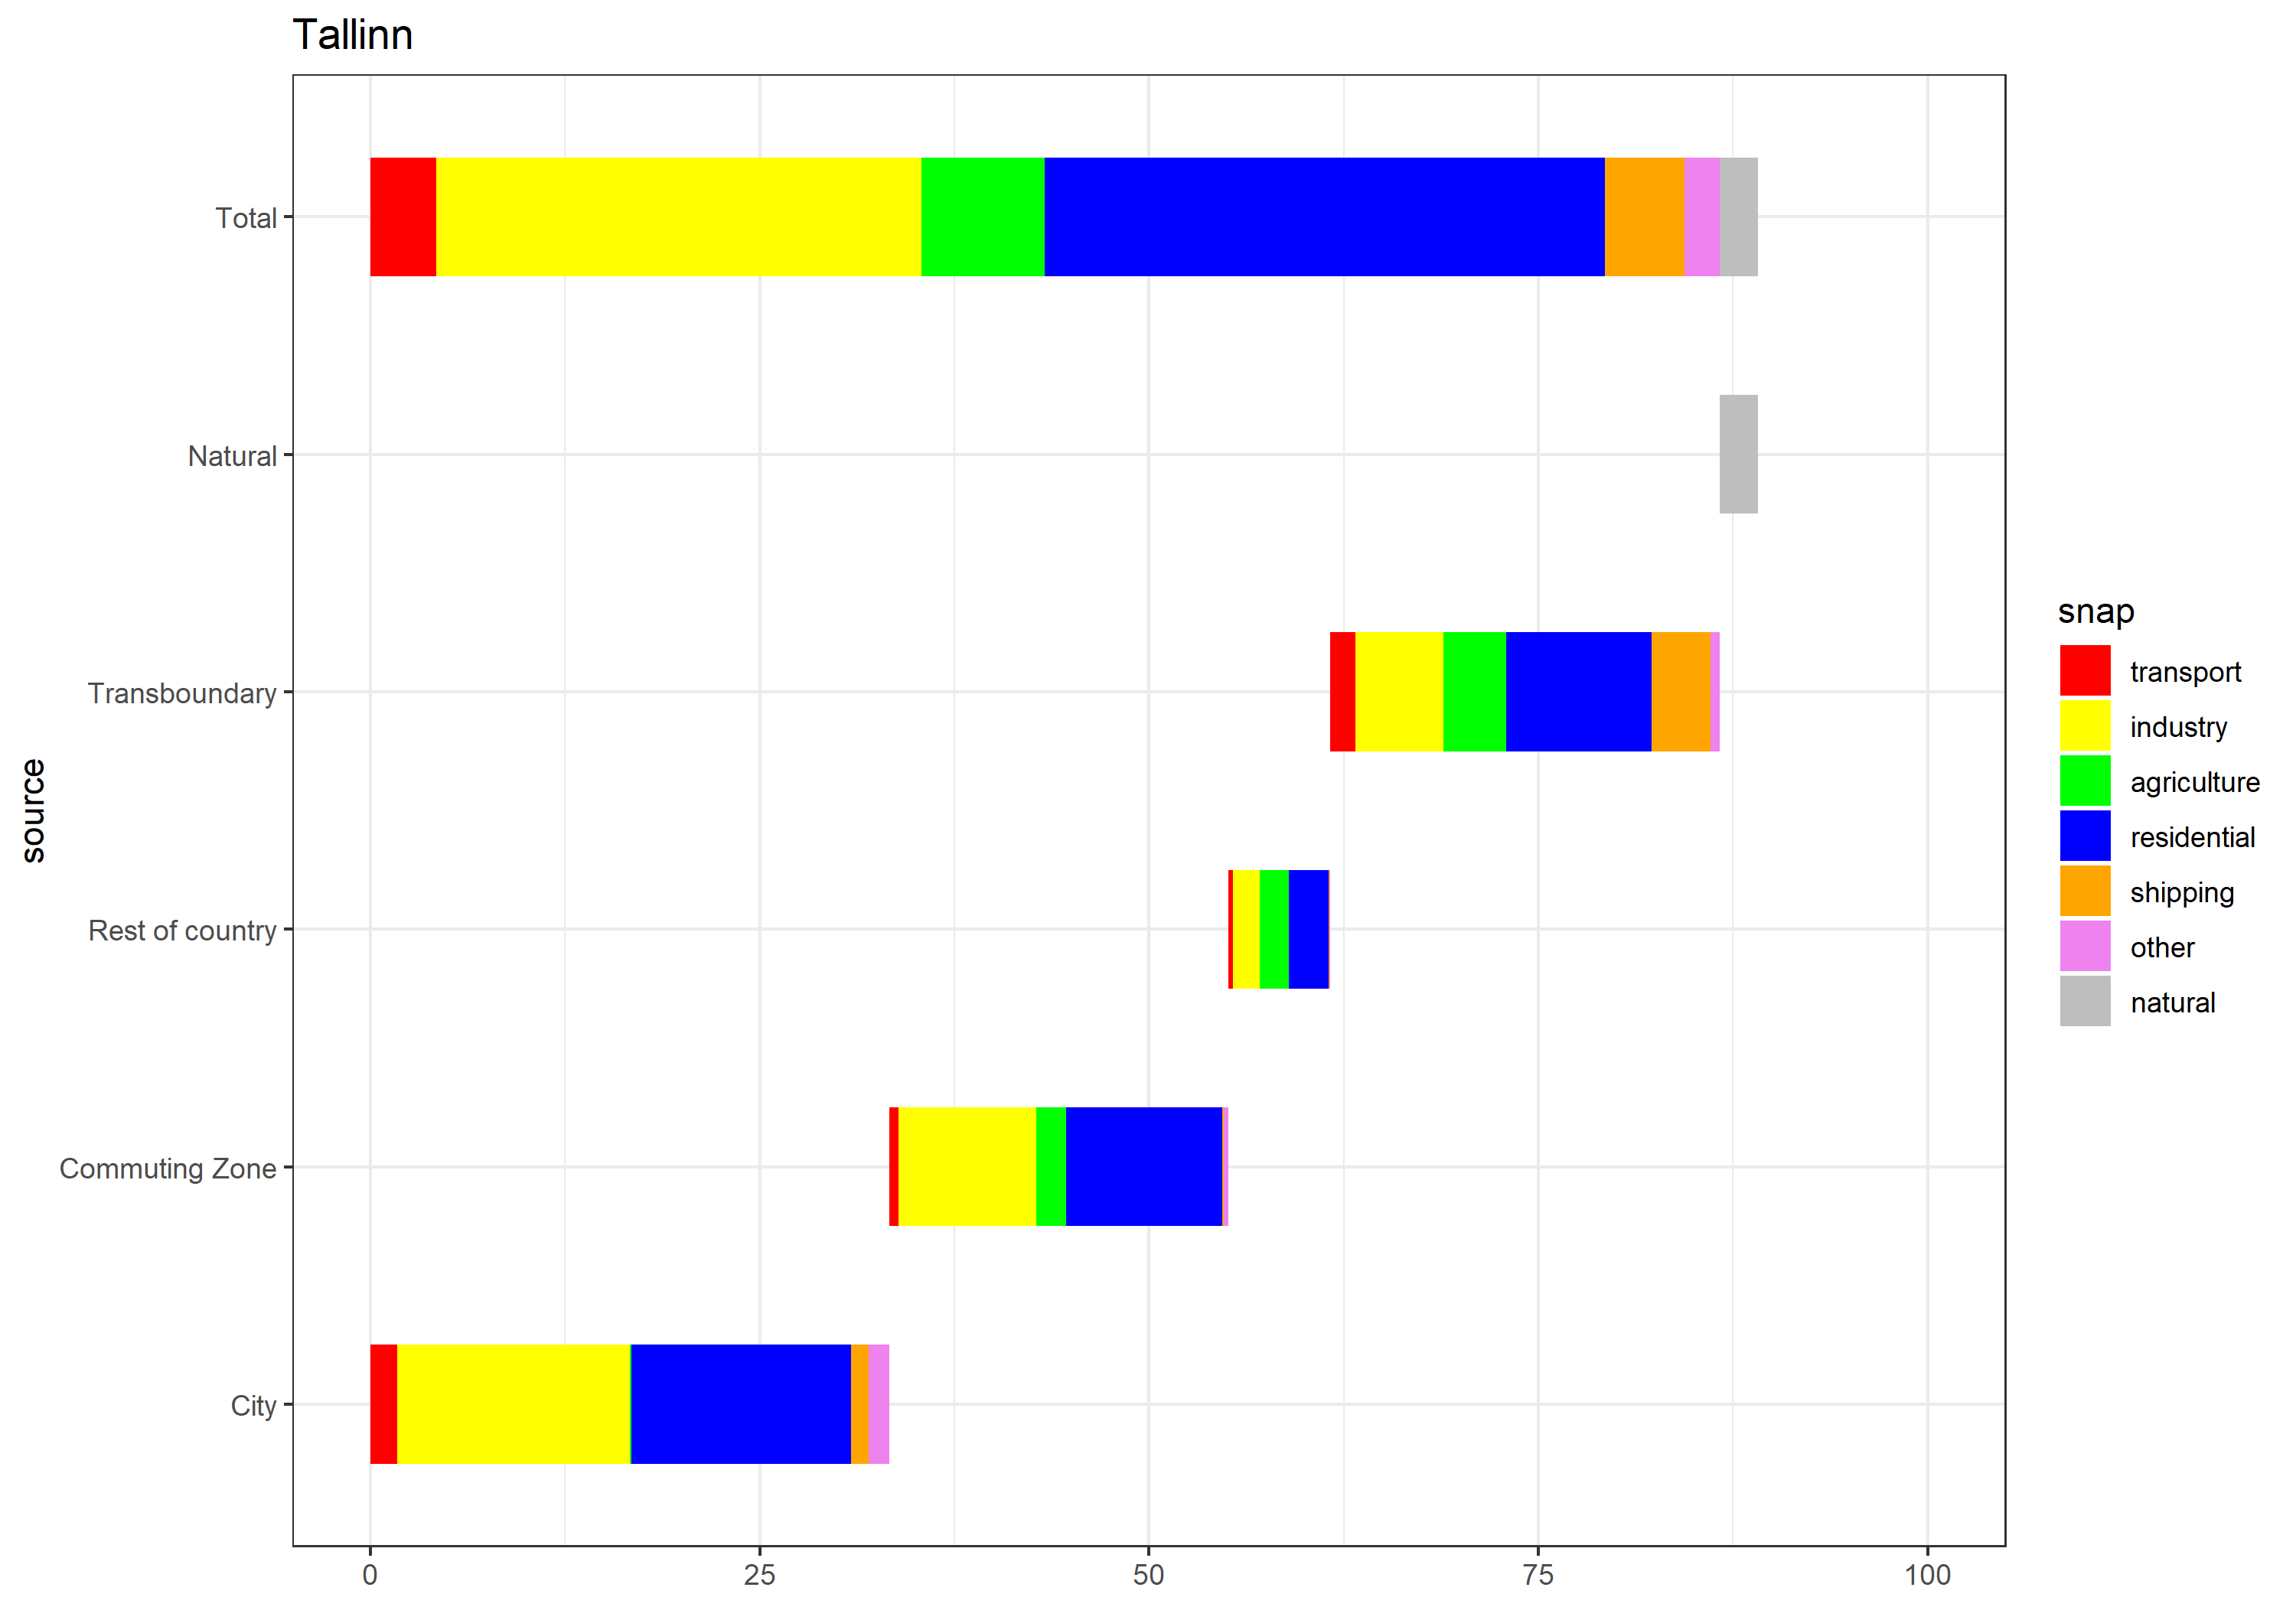 Tallinn
source
Total
Natural
Transboundary
Rest of country
Commuting Zone
City
0 25 50 75 100
snap
transport
industry
agriculture
residential
shipping
other
natural